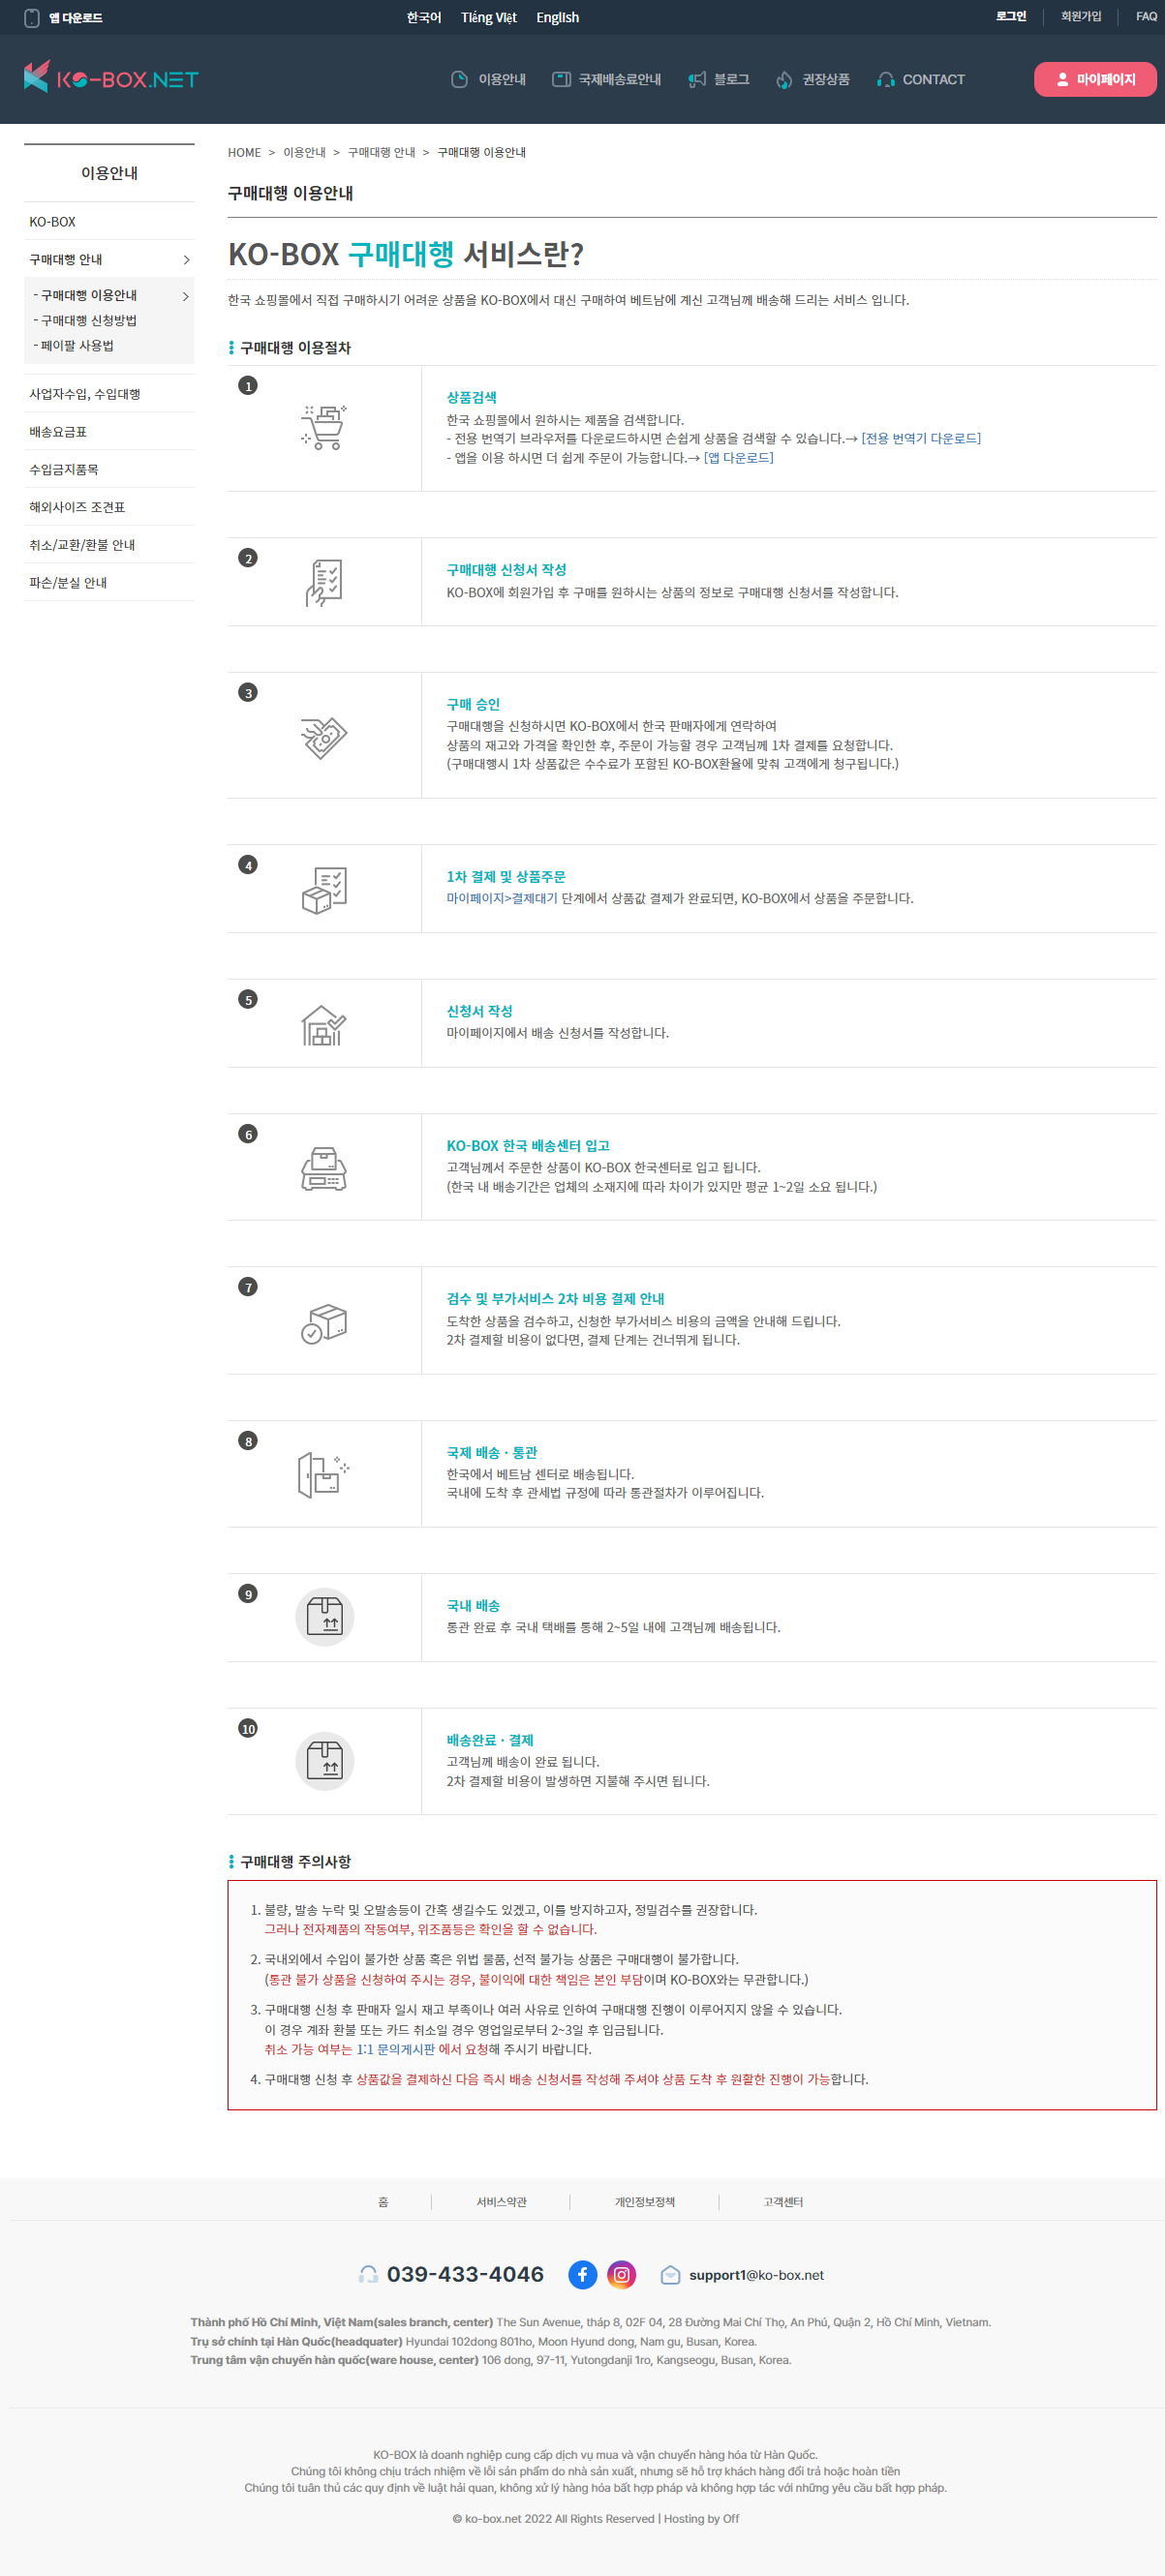 앱 다운로드
한국어 Tiếng Việt English
로그인 회원가입 FAQ
KO-BOX.NET
이용안내 국제배송료안내 블로그 권장상품 CONTACT
마이페이지
이용안내
KO-BOX
구매대행 안내
- 구매대행 이용안내
- 구매대행 신청방법
- 페이팔 사용법
사업자수입, 수입대행
배송요금표
수입금지품목
해외사이즈 조건표
취소/교환/환불 안내
파손/분실 안내
HOME > 이용안내 > 구매대행 안내 > 구매대행 이용안내
구매대행 이용안내
KO-BOX 구매대행 서비스란?
한국 쇼핑몰에서 직접 구매하시기 어려운 상품을 KO-BOX에서 대신 구매하여 베트남에 계신 고객님께 배송해 드리는 서비스 입니다.
구매대행 이용절차
1
상품검색
한국 쇼핑몰에서 원하시는 제품을 검색합니다.
- 전용 번역기 브라우저를 다운로드하시면 손쉽게 상품을 검색할 수 있습니다.→ [전용 번역기 다운로드]
- 앱을 이용 하시면 더 쉽게 주문이 가능합니다.→ [앱 다운로드]
2
구매대행 신청서 작성
KO-BOX에 회원가입 후 구매를 원하시는 상품의 정보로 구매대행 신청서를 작성합니다.
3
구매 승인
구매대행을 신청하시면 KO-BOX에서 한국 판매자에게 연락하여
상품의 재고와 가격을 확인한 후, 주문이 가능할 경우 고객님께 1차 결제를 요청합니다.
(구매대행시 1차 상품값은 수수료가 포함된 KO-BOX환율에 맞춰 고객에게 청구됩니다.)
4
1차 결제 및 상품주문
마이페이지>결제대기 단계에서 상품값 결제가 완료되면, KO-BOX에서 상품을 주문합니다.
5
신청서 작성
마이페이지에서 배송 신청서를 작성합니다.
6
KO-BOX 한국 배송센터 입고
고객님께서 주문한 상품이 KO-BOX 한국센터로 입고 됩니다.
(한국 내 배송기간은 업체의 소재지에 따라 차이가 있지만 평균 1~2일 소요 됩니다.)
7
검수 및 부가서비스 2차 비용 결제 안내
도착한 상품을 검수하고, 신청한 부가서비스 비용의 금액을 안내해 드립니다.
2차 결제할 비용이 없다면, 결제 단계는 건너뛰게 됩니다.
8
국제 배송 · 통관
한국에서 베트남 센터로 배송됩니다.
국내에 도착 후 관세법 규정에 따라 통관절차가 이루어집니다.
9
국내 배송
통관 완료 후 국내 택배를 통해 2~5일 내에 고객님께 배송됩니다.
10
배송완료 · 결제
고객님께 배송이 완료 됩니다.
2차 결제할 비용이 발생하면 지불해 주시면 됩니다.
구매대행 주의사항
1. 불량, 발송 누락 및 오발송등이 간혹 생길수도 있겠고, 이를 방지하고자, 정밀검수를 권장합니다.
그러나 전자제품의 작동여부, 위조품등은 확인을 할 수 없습니다.
2. 국내외에서 수입이 불가한 상품 혹은 위법 물품, 선적 불가능 상품은 구매대행이 불가합니다.
(통관 불가 상품을 신청하여 주시는 경우, 불이익에 대한 책임은 본인 부담이며 KO-BOX와는 무관합니다.)
3. 구매대행 신청 후 판매자 일시 재고 부족이나 여러 사유로 인하여 구매대행 진행이 이루어지지 않을 수 있습니다.
이 경우 계좌 환불 또는 카드 취소일 경우 영업일로부터 2~3일 후 입금됩니다.
취소 가능 여부는 1:1 문의게시판 에서 요청해 주시기 바랍니다.
4. 구매대행 신청 후 상품값을 결제하신 다음 즉시 배송 신청서를 작성해 주셔야 상품 도착 후 원활한 진행이 가능합니다.
홈 서비스약관 개인정보정책 고객센터
039-433-4046 support1@ko-box.net
Thành phố Hồ Chí Minh, Việt Nam(sales branch, center) The Sun Avenue, tháp 8, 02F 04, 28 Đường Mai Chí Thọ, An Phú, Quận 2, Hồ Chí Minh, Vietnam.
Trụ sở chính tại Hàn Quốc(headquater) Hyundai 102dong 801ho, Moon Hyund dong, Nam gu, Busan, Korea.
Trung tâm vận chuyển hàn quốc(ware house, center) 106 dong, 97-11, Yutongdanji 1ro, Kangseogu, Busan, Korea.
KO-BOX là doanh nghiệp cung cấp dịch vụ mua và vận chuyển hàng hóa từ Hàn Quốc.
Chúng tôi không chịu trách nhiệm về lỗi sản phẩm do nhà sản xuất, nhưng sẽ hỗ trợ khách hàng đổi trả hoặc hoàn tiền
Chúng tôi tuân thủ các quy định về luật hải quan, không xử lý hàng hóa bất hợp pháp và không hợp tác với những yêu cầu bất hợp pháp.
© ko-box.net 2022 All Rights Reserved | Hosting by Off